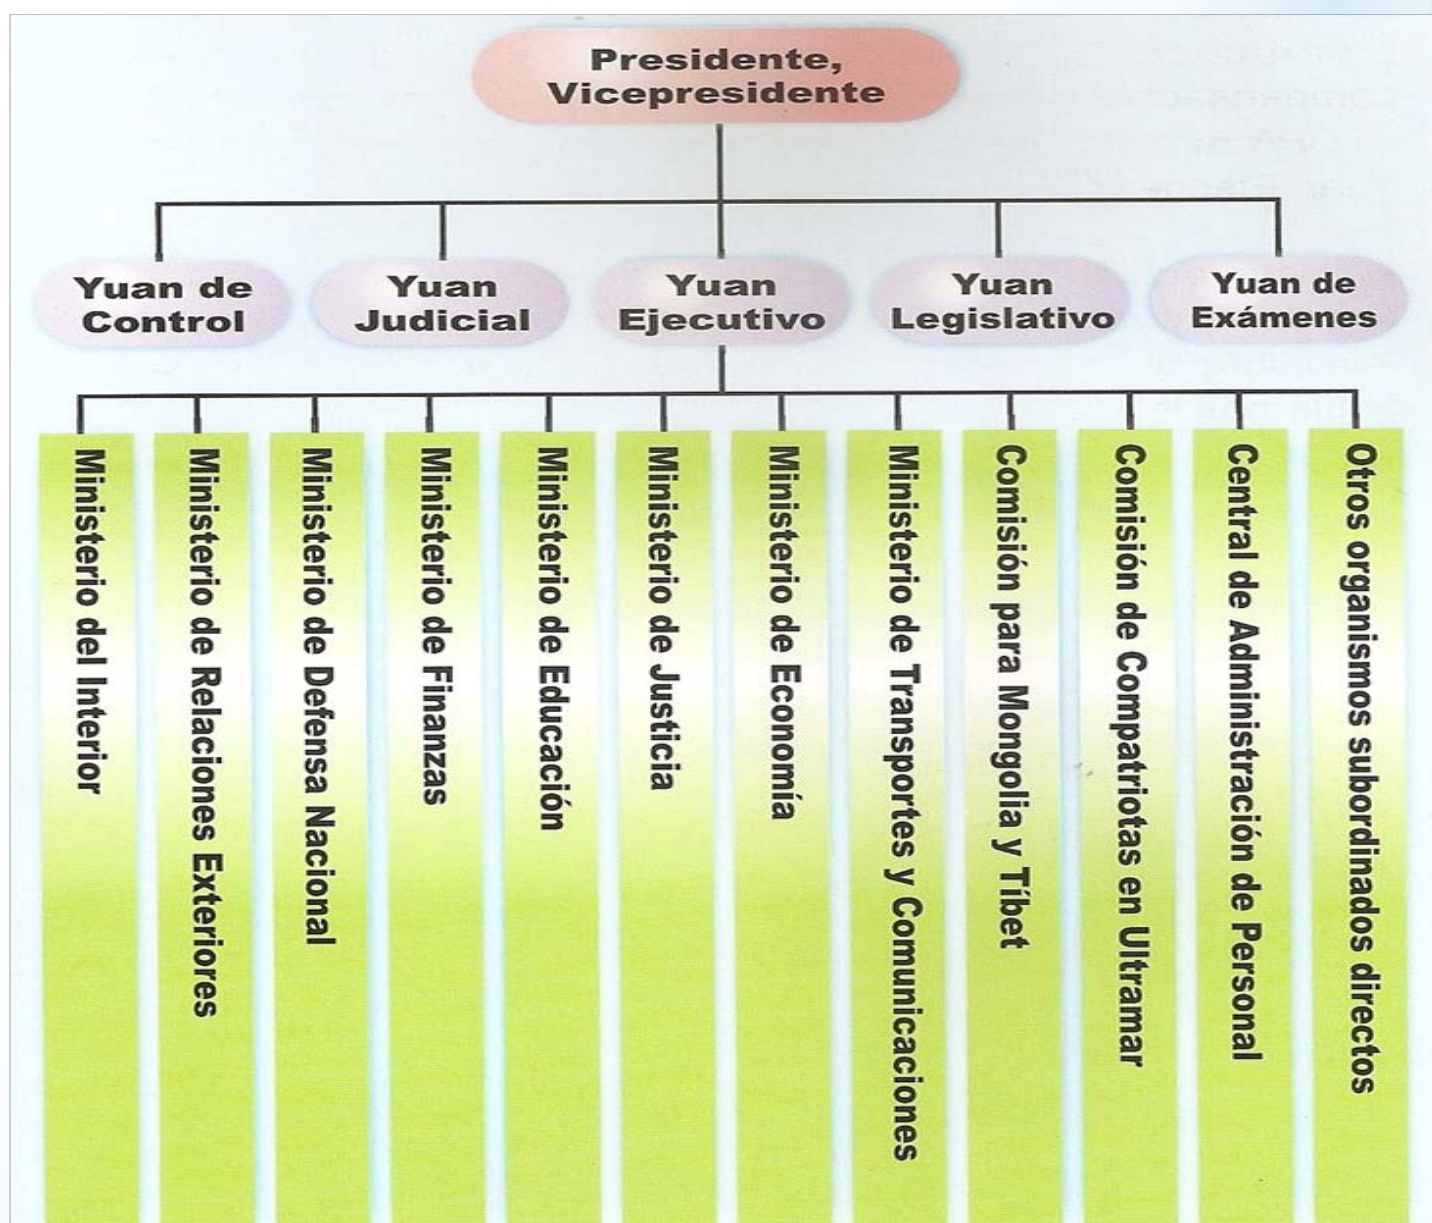 Presidente,
Vicepresidente
Yuan de
Control
Yuan
Judicial
Yuan
Ejecutivo
Yuan
Legislativo
Yuan de
Exámenes
Ministerio del Interior
Ministerio de Relaciones Exteriores
Ministerio de Defensa Nacional
Ministerio de Finanzas
Ministerio de Educación
Ministerio de Justicia
Ministerio de Economía
Ministerio de Transportes y Comunicaciones
Comisión para Mongolia y Tíbet
Comisión de Compatriotas en Ultramar
Central de Administración de Personal
Otros organismos subordinados directos